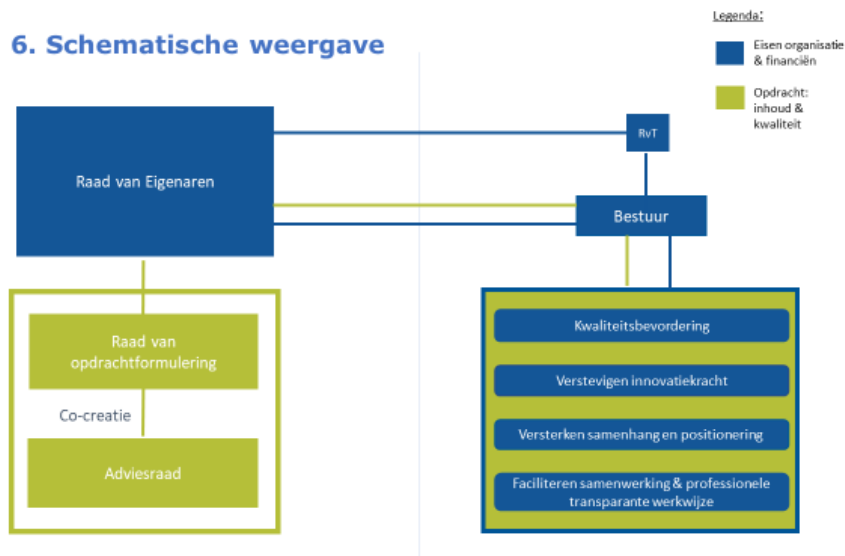 Legenda:
6. Schematische weergave
Eisen organisatie
& financiën
Opdracht:
inhoud &
kwaliteit
RvT
Raad van Eigenaren
Bestuur
Raad van
opdrachtformulering
Co-creatie
Adviesraad
Kwaliteitsbevordering
Verstevigen innovatiekracht
Versterken samenhang en positionering
Faciliteren samenwerking & professionele
transparante werkwijze